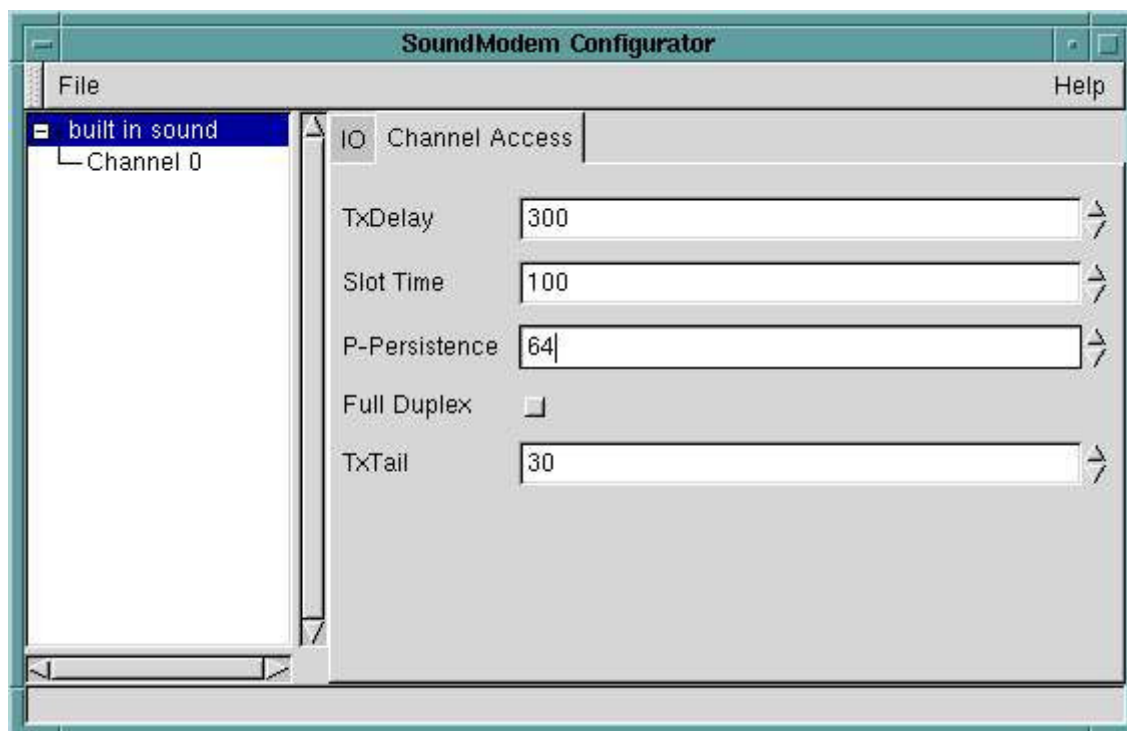 SoundModem Configurator
File Help
built in sound
Channel 0
IO Channel Access
TxDelay 300
Slot Time 100
P-Persistence 64
Full Duplex
TxTail 30